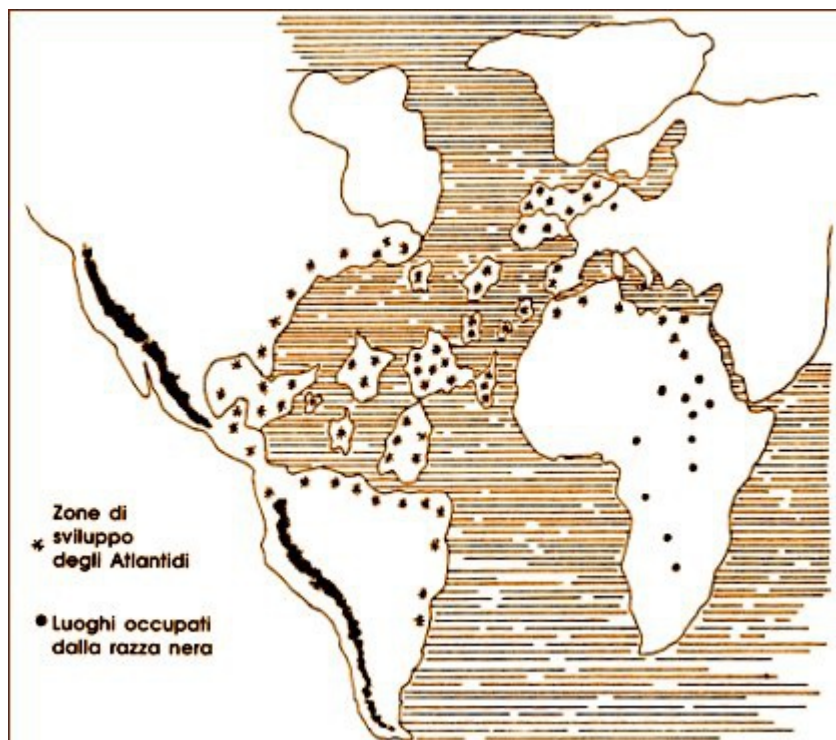 Zone di
sviluppo
degli Atlantidi
Luoghi occupati
dalla razza nera